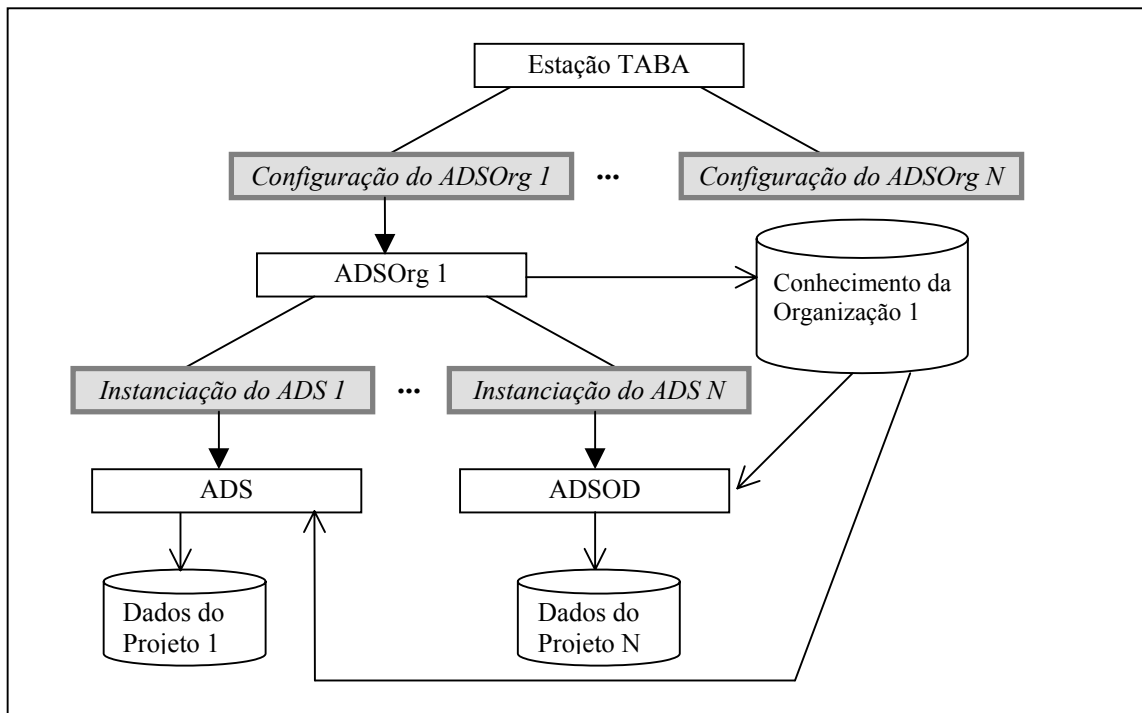 Estação TABA
Configuração do ADSOrg 1
...
Configuração do ADSOrg N
ADSOrg 1
Conhecimento da
Organização 1
Instanciação do ADS 1
...
Instanciação do ADS N
ADS
ADSOD
Dados do
Projeto 1
Dados do
Projeto N